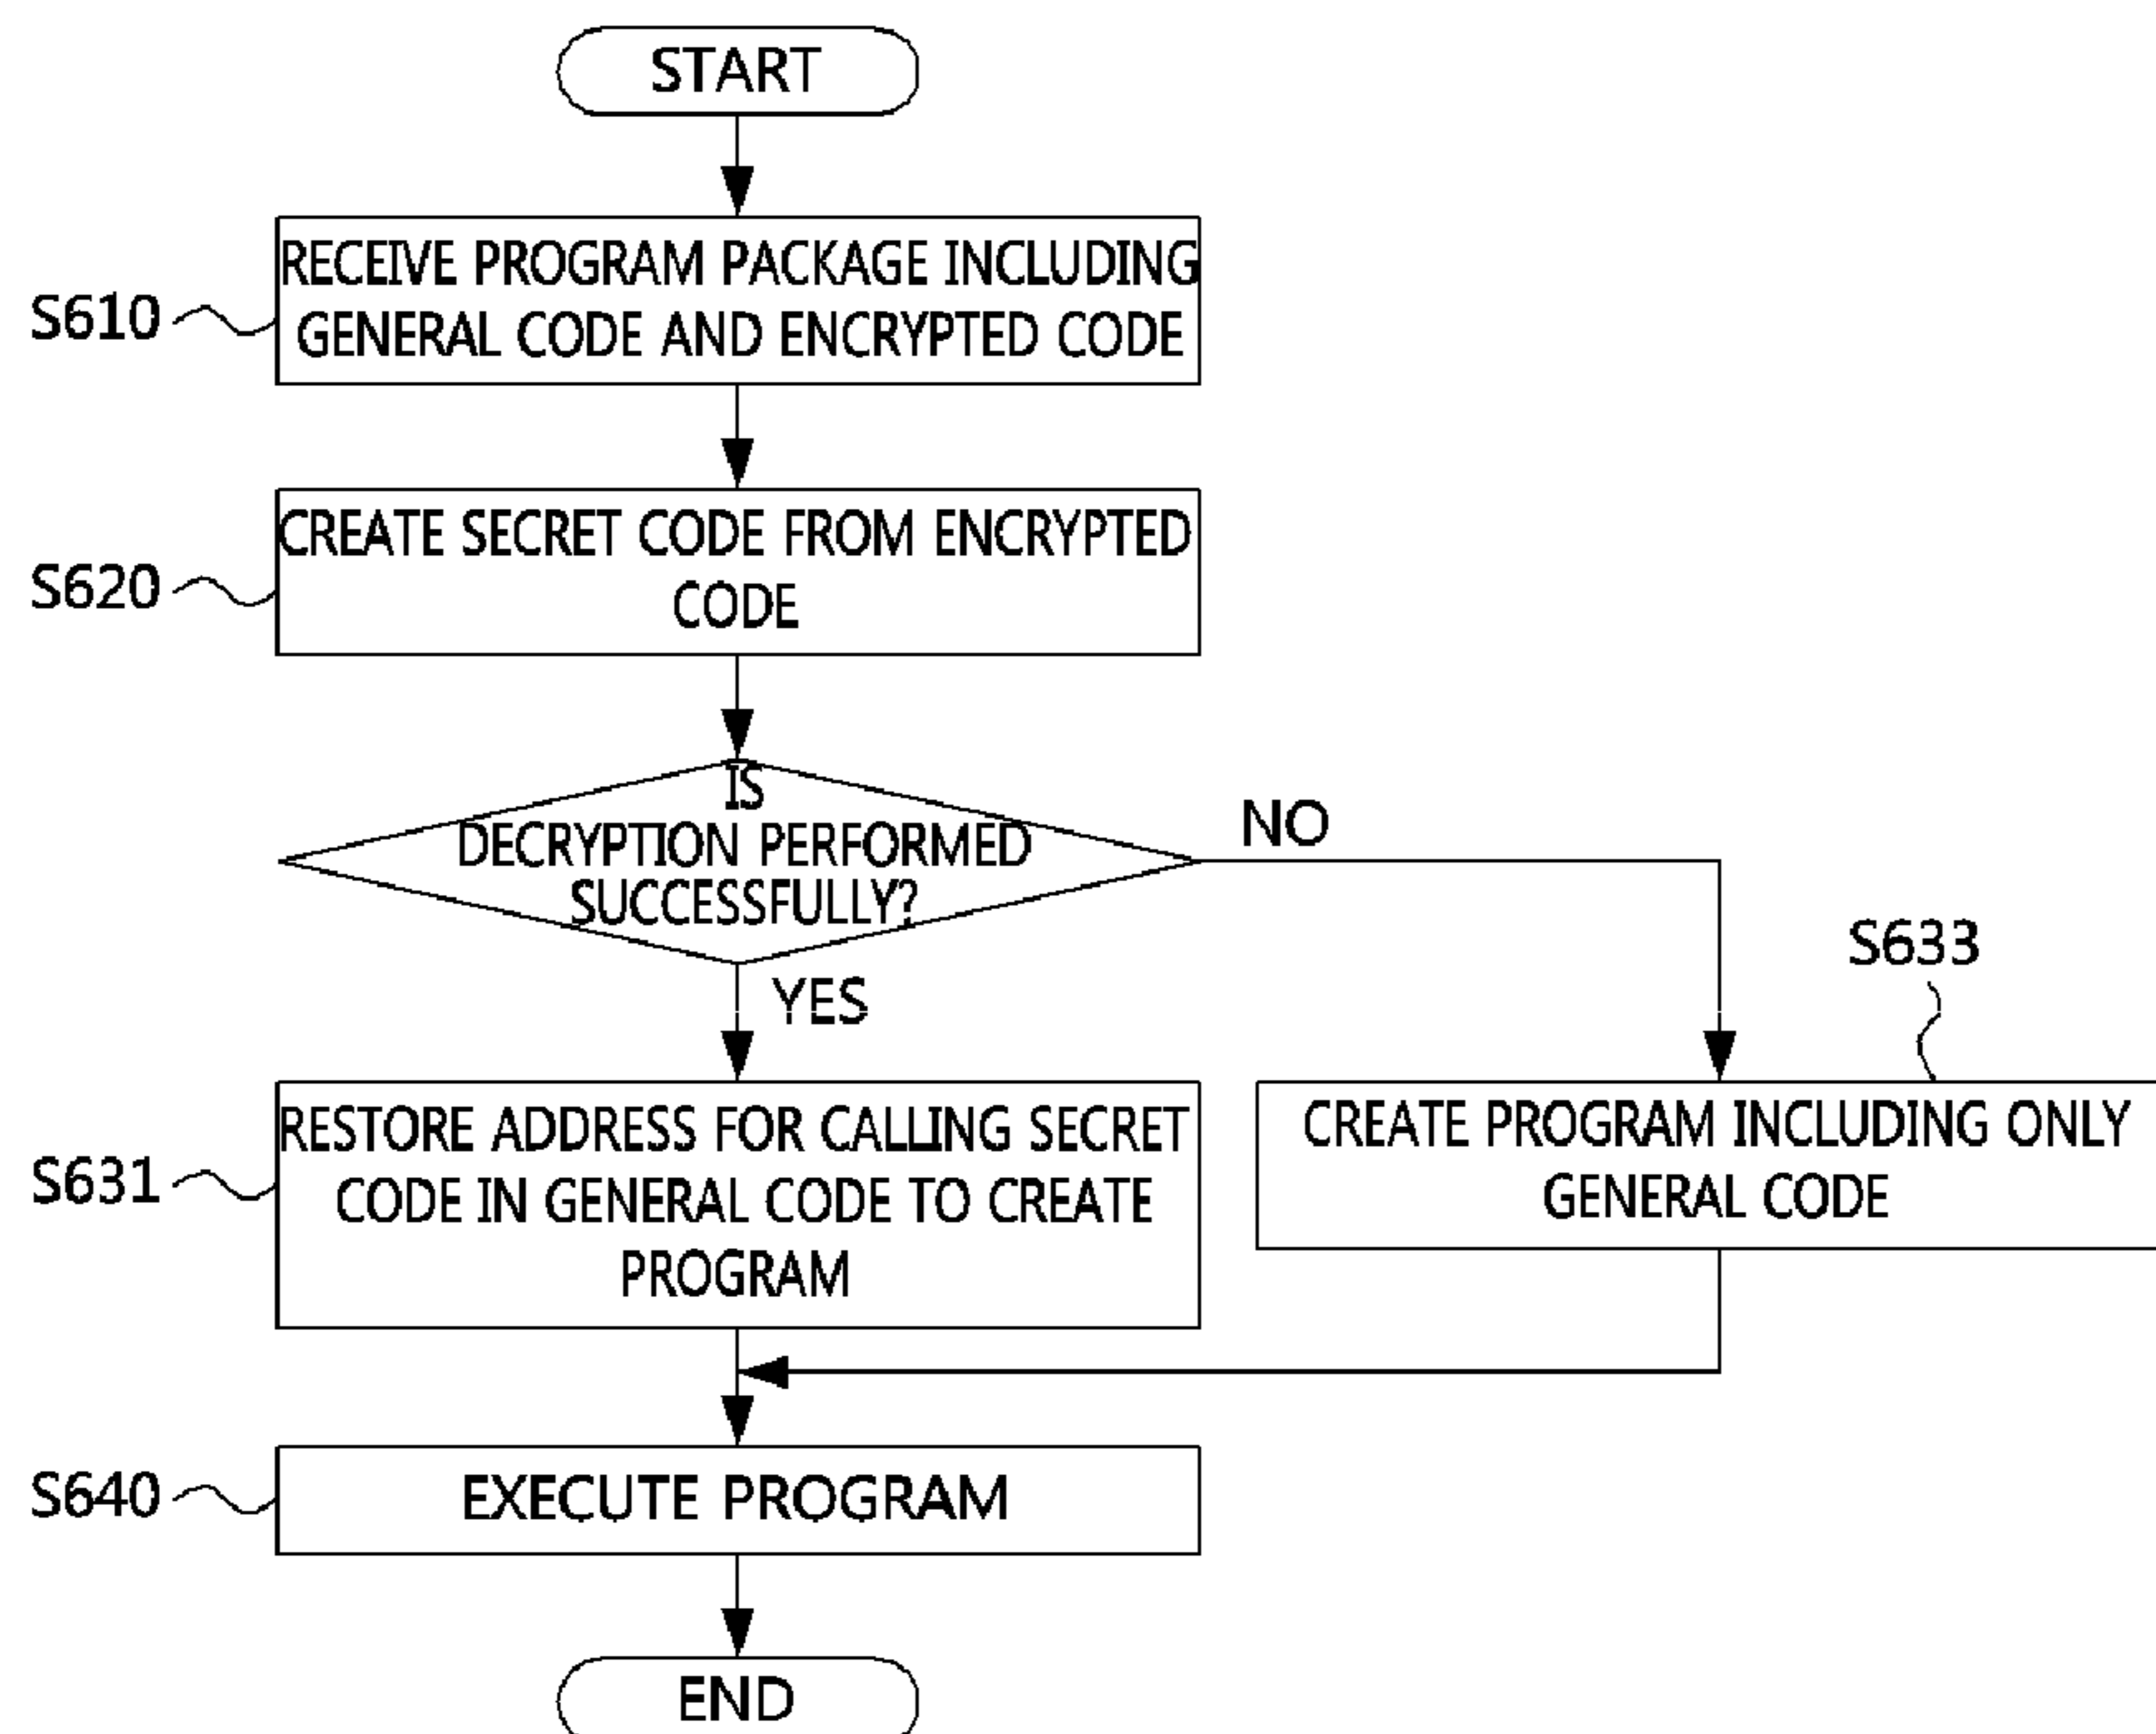 START
RECEIVE PROGRAM PACKAGE INCLUDING
GENERAL CODE AND ENCRYPTED CODE
S610
CREATE SECRET CODE FROM ENCRYPTED
CODE
S620
IS
DECRYPTION PERFORMED
SUCCESSFULLY?
NO
YES
S633
RESTORE ADDRESS FOR CALLING SECRET
CODE IN GENERAL CODE TO CREATE
PROGRAM
S631
CREATE PROGRAM INCLUDING ONLY
GENERAL CODE
S640
EXECUTE PROGRAM
END